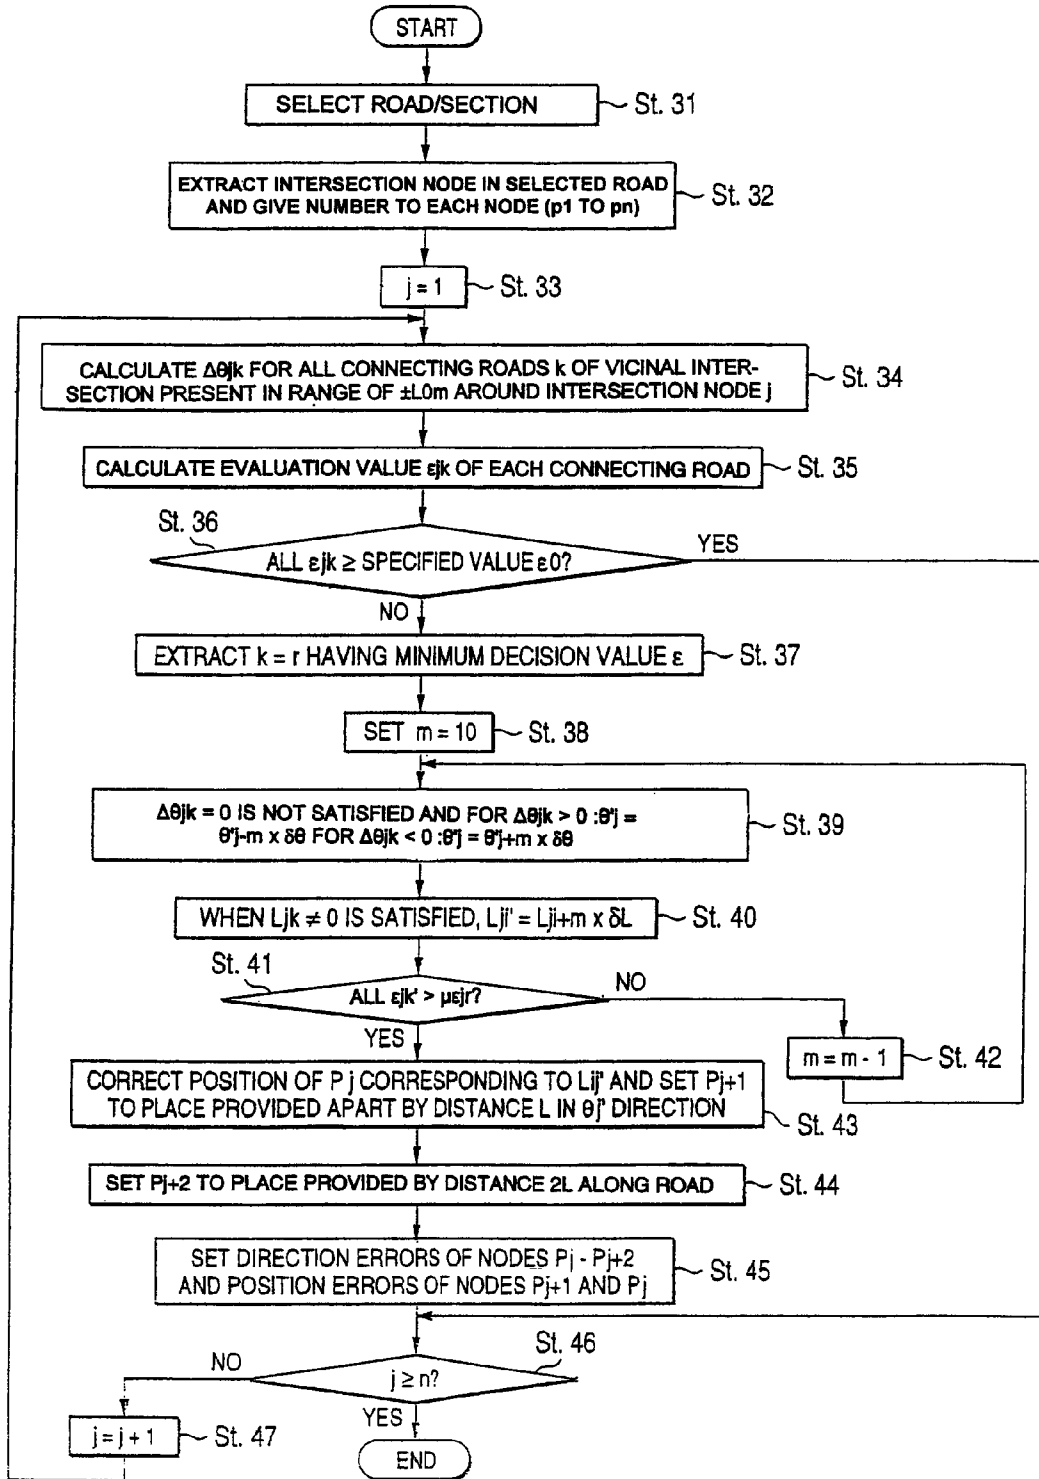 START
SELECT ROAD/SECTION
St. 31
EXTRACT INTERSECTION NODE IN SELECTED ROAD
AND GIVE NUMBER TO EACH NODE (p1 TO pn)
St. 32
j = 1
St. 33
CALCULATE Δθjk FOR ALL CONNECTING ROADS k OF VICINAL INTER-
SECTION PRESENT IN RANGE OF ±L0m AROUND INTERSECTION NODE j
St. 34
CALCULATE EVALUATION VALUE εjk OF EACH CONNECTING ROAD
St. 35
St. 36
ALL εjk ≥ SPECIFIED VALUE ε0?
YES
NO
EXTRACT k = r HAVING MINIMUM DECISION VALUE ε
St. 37
SET m = 10
St. 38
Δθjk = 0 IS NOT SATISFIED AND FOR Δθjk > 0 :θ'j =
θ'j-m x δθ FOR Δθjk < 0 :θ'j = θ'j+m x δθ
St. 39
WHEN Ljk ≠ 0 IS SATISFIED, Lji' = Lji+m x δL
St. 40
St. 41
ALL εjk' > μεjr?
NO
YES
m = m - 1
St. 42
CORRECT POSITION OF P j CORRESPONDING TO Lij' AND SET Pj+1
TO PLACE PROVIDED APART BY DISTANCE L IN θj' DIRECTION
St. 43
SET Pj+2 TO PLACE PROVIDED BY DISTANCE 2L ALONG ROAD
St. 44
SET DIRECTION ERRORS OF NODES Pj - Pj+2
AND POSITION ERRORS OF NODES Pj+1 AND Pj
St. 45
St. 46
j ≥ n?
NO
YES
j = j + 1
St. 47
END